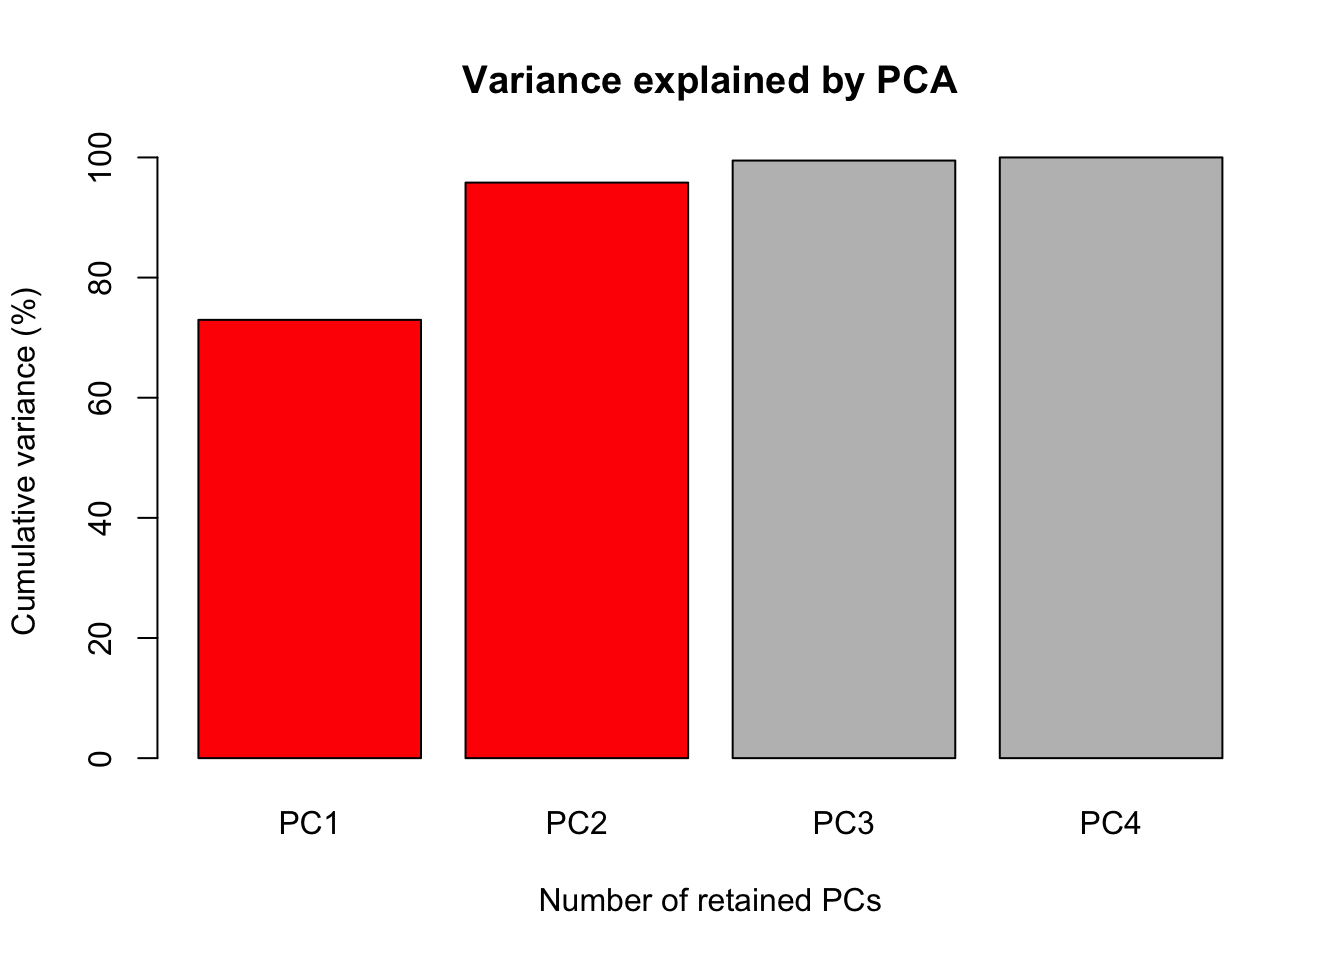 Variance explained by PCA
Cumulative variance (%)
100
80
60
40
20
0
PC1 PC2 PC3 PC4
Number of retained PCs